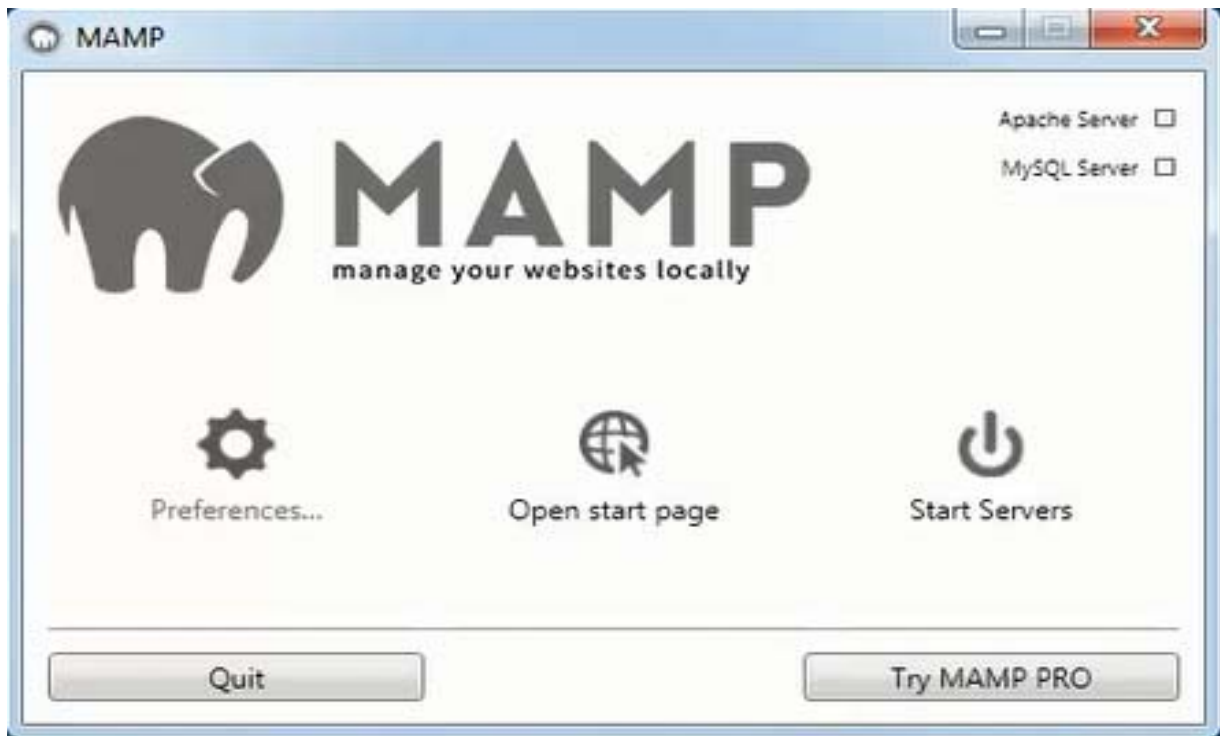 MAMP
Apache Server
MySQL Server
MAMP
manage your websites locally
Preferences...
Open start page
Start Servers
Quit
Try MAMP PRO